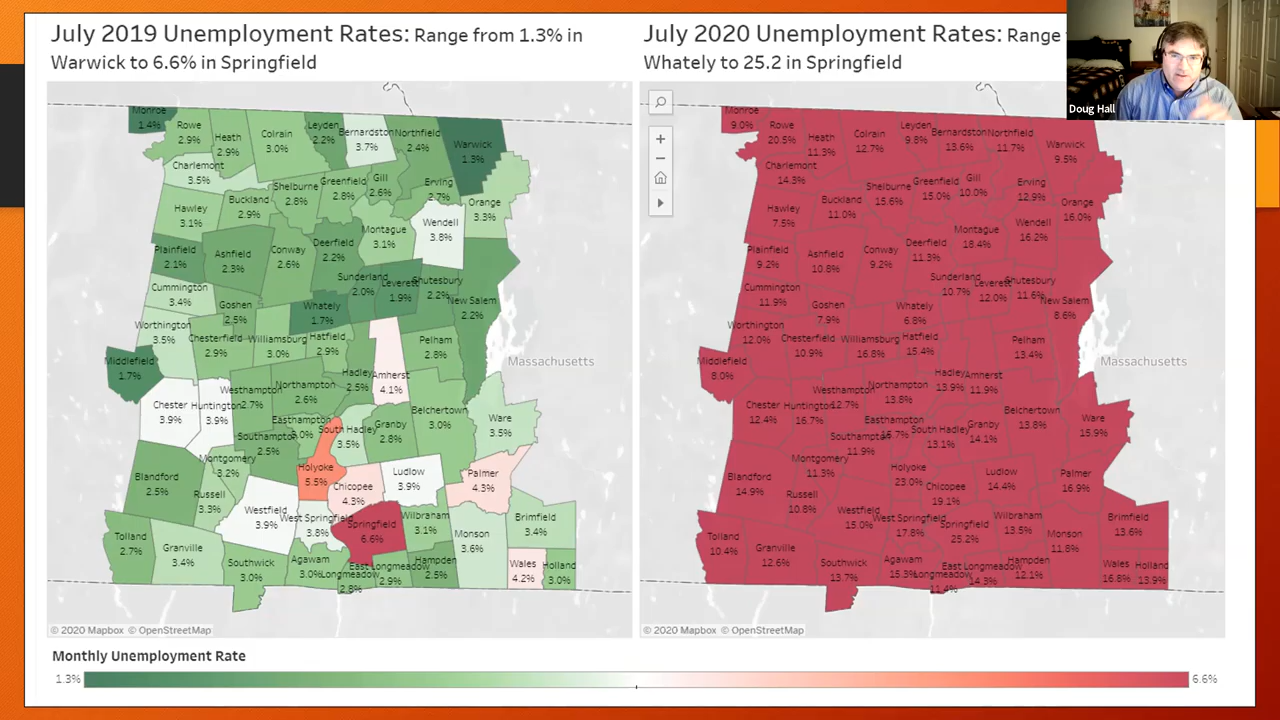 July 2019 Unemployment Rates: Range from 1.3% in
Warwick to 6.6% in Springfield
Monroe
1.4%
Rowe
2.9%
Heath
2.9%
Colrain
3.0%
Leyden
2.2%
Bernardston
3.7%
Northfield
2.4%
Warwick
1.3%
Charlemont
3.5%
Shelburne
2.8%
Greenfield
2.8%
Gill
2.6%
Erving
2.7%
Orange
3.3%
Hawley
3.1%
Buckland
2.9%
Montague
3.1%
Wendell
3.8%
Plainfield
2.1%
Ashfield
2.3%
Conway
2.6%
Deerfield
2.2%
Sunderland
2.0%
Leverett
1.9%
Shutesbury
2.2%
New Salem
2.2%
Cummington
3.4%
Goshen
2.5%
Whately
1.7%
Worthington
3.5%
Chesterfield
2.9%
Williamsburg
3.0%
Hatfield
2.9%
Pelham
2.8%
Massachusetts
Middlefield
1.7%
Hadley
2.5%
Amherst
4.1%
Westhampton
2.7%
Northampton
2.6%
Chester
3.9%
Huntington
3.9%
Easthampton
3.0%
South Hadley
3.5%
Granby
2.8%
Belchertown
3.0%
Ware
3.5%
Southampton
2.5%
Montgomery
3.2%
Blandford
2.5%
Russell
3.3%
Holyoke
5.5%
Chicopee
4.3%
Ludlow
3.9%
Palmer
4.3%
Westfield
3.9%
West Springfield
3.8%
Springfield
6.6%
Wilbraham
3.1%
Brimfield
3.4%
Tolland
2.7%
Granville
3.4%
Southwick
3.0%
Agawam
3.0%
Longmeadow
2.8%
East Longmeadow
2.9%
Hampden
2.5%
Monson
3.6%
Wales
4.2%
Holland
3.0%
© 2020 Mapbox © OpenStreetMap
July 2020 Unemployment Rates: Range
Whately to 25.2 in Springfield
Doug Hall
Monroe
9.0%
Rowe
20.5%
Heath
11.3%
Colrain
12.7%
Leyden
9.8%
Bernardston
13.6%
Northfield
11.7%
Warwick
9.5%
Charlemont
14.3%
Shelburne
15.6%
Greenfield
15.0%
Gill
10.0%
Erving
12.9%
Orange
16.0%
Hawley
7.5%
Buckland
11.0%
Montague
18.4%
Wendell
16.2%
Plainfield
9.2%
Ashfield
10.8%
Conway
9.2%
Deerfield
11.3%
Sunderland
10.7%
Leverett
12.0%
Shutesbury
11.6%
New Salem
8.6%
Cummington
11.9%
Goshen
7.9%
Whately
6.8%
Worthington
12.0%
Chesterfield
10.9%
Williamsburg
16.8%
Hatfield
15.4%
Pelham
13.4%
Massachusetts
Middlefield
8.0%
Hadley
13.9%
Amherst
11.9%
Westhampton
12.7%
Northampton
13.8%
Chester
12.4%
Huntington
16.7%
Easthampton
15.7%
South Hadley
13.1%
Granby
14.1%
Belchertown
13.8%
Ware
15.9%
Southampton
11.9%
Montgomery
11.3%
Blandford
14.9%
Russell
10.8%
Holyoke
23.0%
Chicopee
19.1%
Ludlow
14.4%
Palmer
16.9%
Westfield
15.0%
West Springfield
17.8%
Springfield
25.2%
Wilbraham
13.5%
Brimfield
13.6%
Tolland
10.4%
Granville
12.6%
Southwick
13.7%
Agawam
15.3%
Longmeadow
11.4%
East Longmeadow
14.3%
Hampden
12.1%
Monson
11.8%
Wales
16.8%
Holland
13.9%
© 2020 Mapbox © OpenStreetMap
Monthly Unemployment Rate
1.3%
6.6%